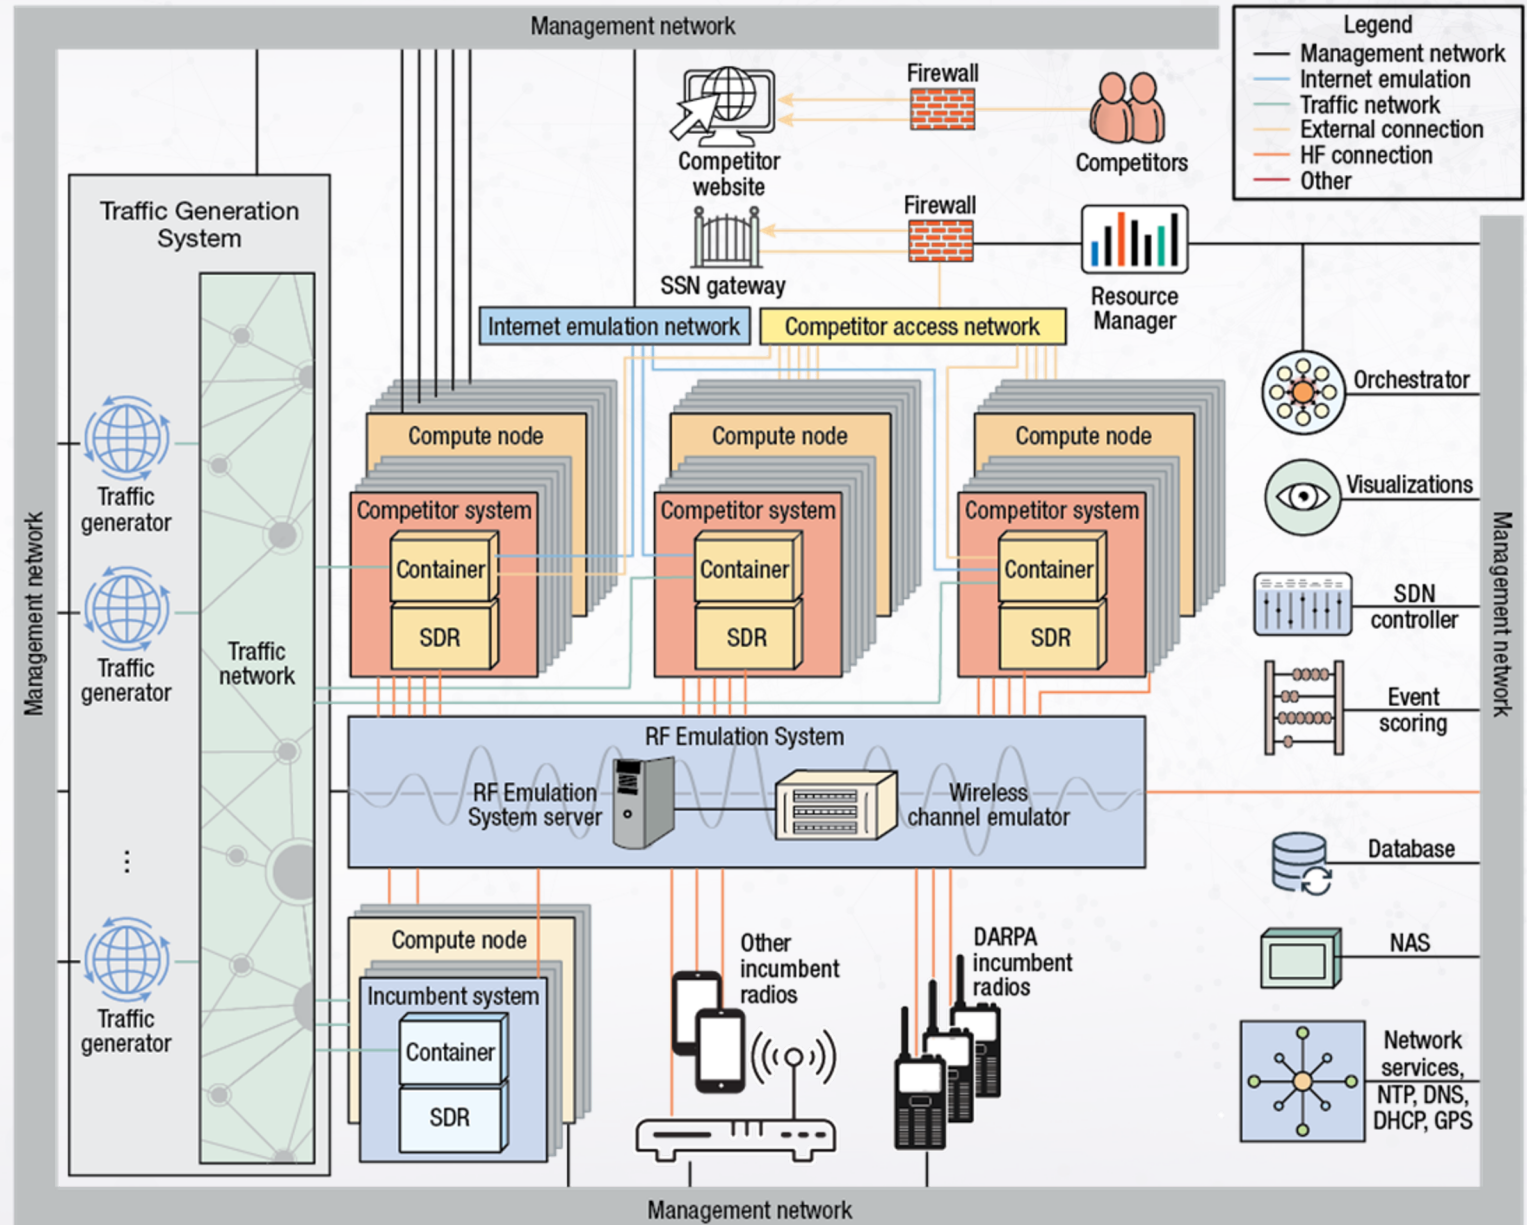 Management network
Legend
Management network
Internet emulation
Traffic network
External connection
HF connection
Other
Firewall
Competitor
website
Competitors
Firewall
SSN gateway
Resource
Manager
Traffic Generation
System
Internet emulation network
Competitor access network
Orchestrator
Compute node
Compute node
Compute node
Visualizations
Traffic
generator
Competitor system
Competitor system
Competitor system
Container
Container
Container
SDR
SDR
SDR
SDN
controller
Management network
Management network
Traffic
generator
Traffic
network
Event
scoring
RF Emulation System
RF Emulation
System server
Wireless
channel emulator
Database
⋮
Compute node
Other
incumbent
radios
DARPA
incumbent
radios
NAS
Incumbent system
Container
SDR
Traffic
generator
Network
services,
NTP, DNS,
DHCP, GPS
Management network